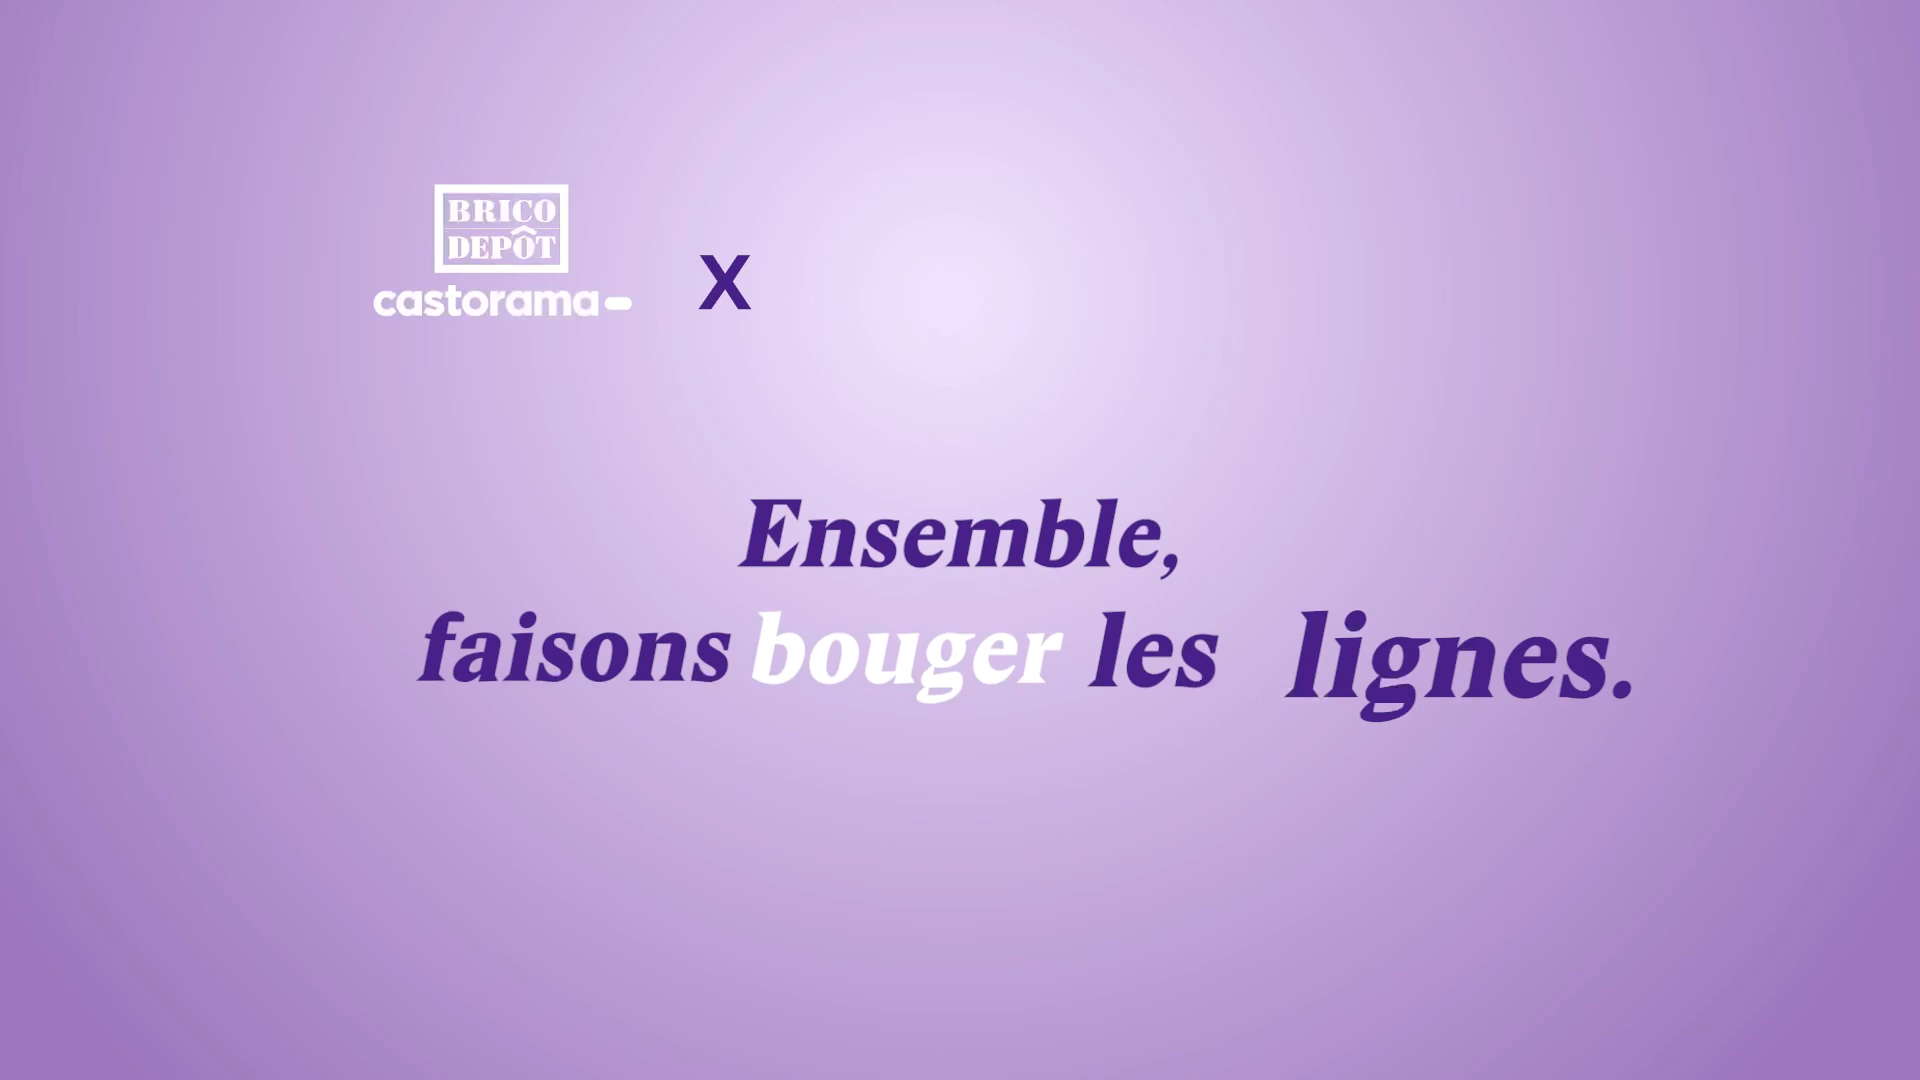 BRICO
DEPÔT
castorama
X
Ensemble,
faisons bouger les lignes.